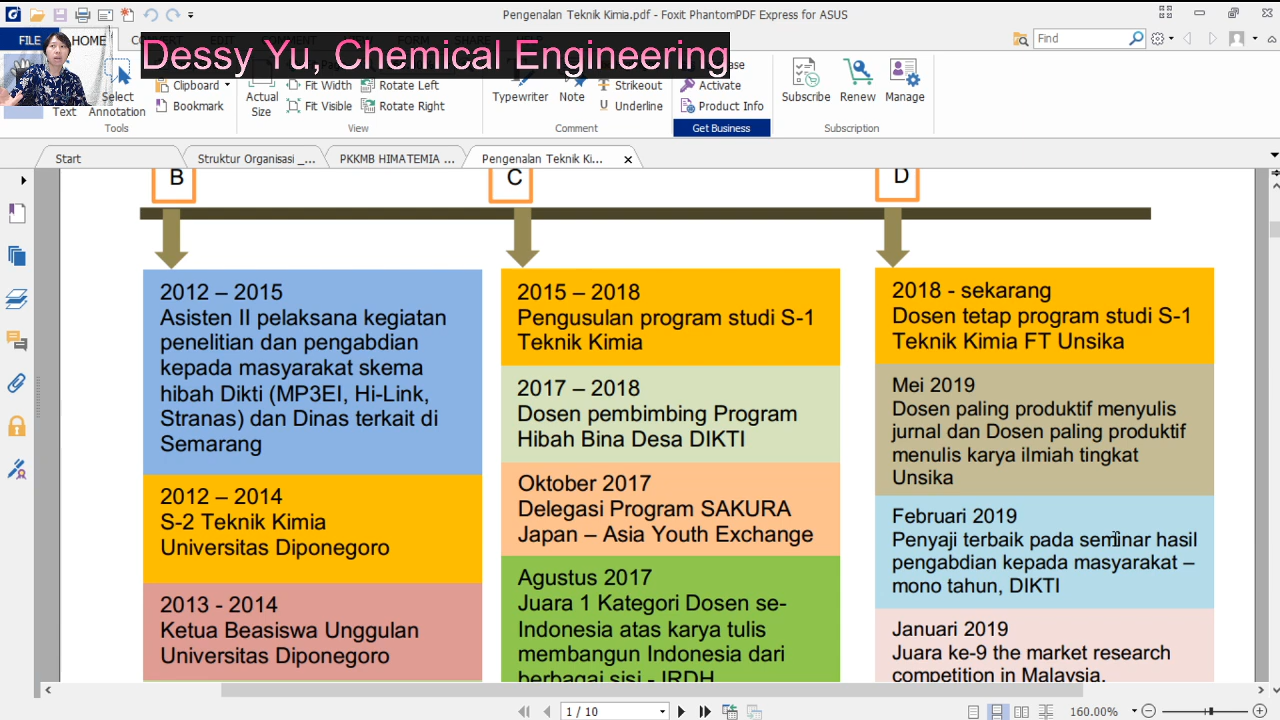 Pengenalan Teknik Kimia.pdf - Foxit PhantomPDF Express for ASUS
FILE
HOME
Find
Dessy Yu, Chemical Engineering
Text
Select
Annotation
Clipboard
Bookmark
Tools
Actual
Size
Fit Width
Fit Visible
Rotate Left
Rotate Right
View
Typewriter
Note
Strikeout
Underline
Comment
Activate
Product Info
Get Business
Subscribe
Renew
Manage
Subscription
Start
Struktur Organisasi _...
PKKMB HIMATEMIA ...
Pengenalan Teknik Ki...
B
C
D
2012 – 2015
Asisten II pelaksana kegiatan
penelitian dan pengabdian
kepada masyarakat skema
hibah Dikti (MP3EI, Hi-Link,
Stranas) dan Dinas terkait di
Semarang
2012 – 2014
S-2 Teknik Kimia
Universitas Diponegoro
2013 - 2014
Ketua Beasiswa Unggulan
Universitas Diponegoro
2015 – 2018
Pengusulan program studi S-1
Teknik Kimia
2017 – 2018
Dosen pembimbing Program
Hibah Bina Desa DIKTI
Oktober 2017
Delegasi Program SAKURA
Japan – Asia Youth Exchange
Agustus 2017
Juara 1 Kategori Dosen se-
Indonesia atas karya tulis
membangun Indonesia dari
berbagai sisi - IRDH
2018 - sekarang
Dosen tetap program studi S-1
Teknik Kimia FT Unsika
Mei 2019
Dosen paling produktif menyulis
jurnal dan Dosen paling produktif
menulis karya ilmiah tingkat
Unsika
Februari 2019
Penyaji terbaik pada seminar hasil
pengabdian kepada masyarakat –
mono tahun, DIKTI
Januari 2019
Juara ke-9 the market research
competition in Malaysia.
1 / 10
160.00%